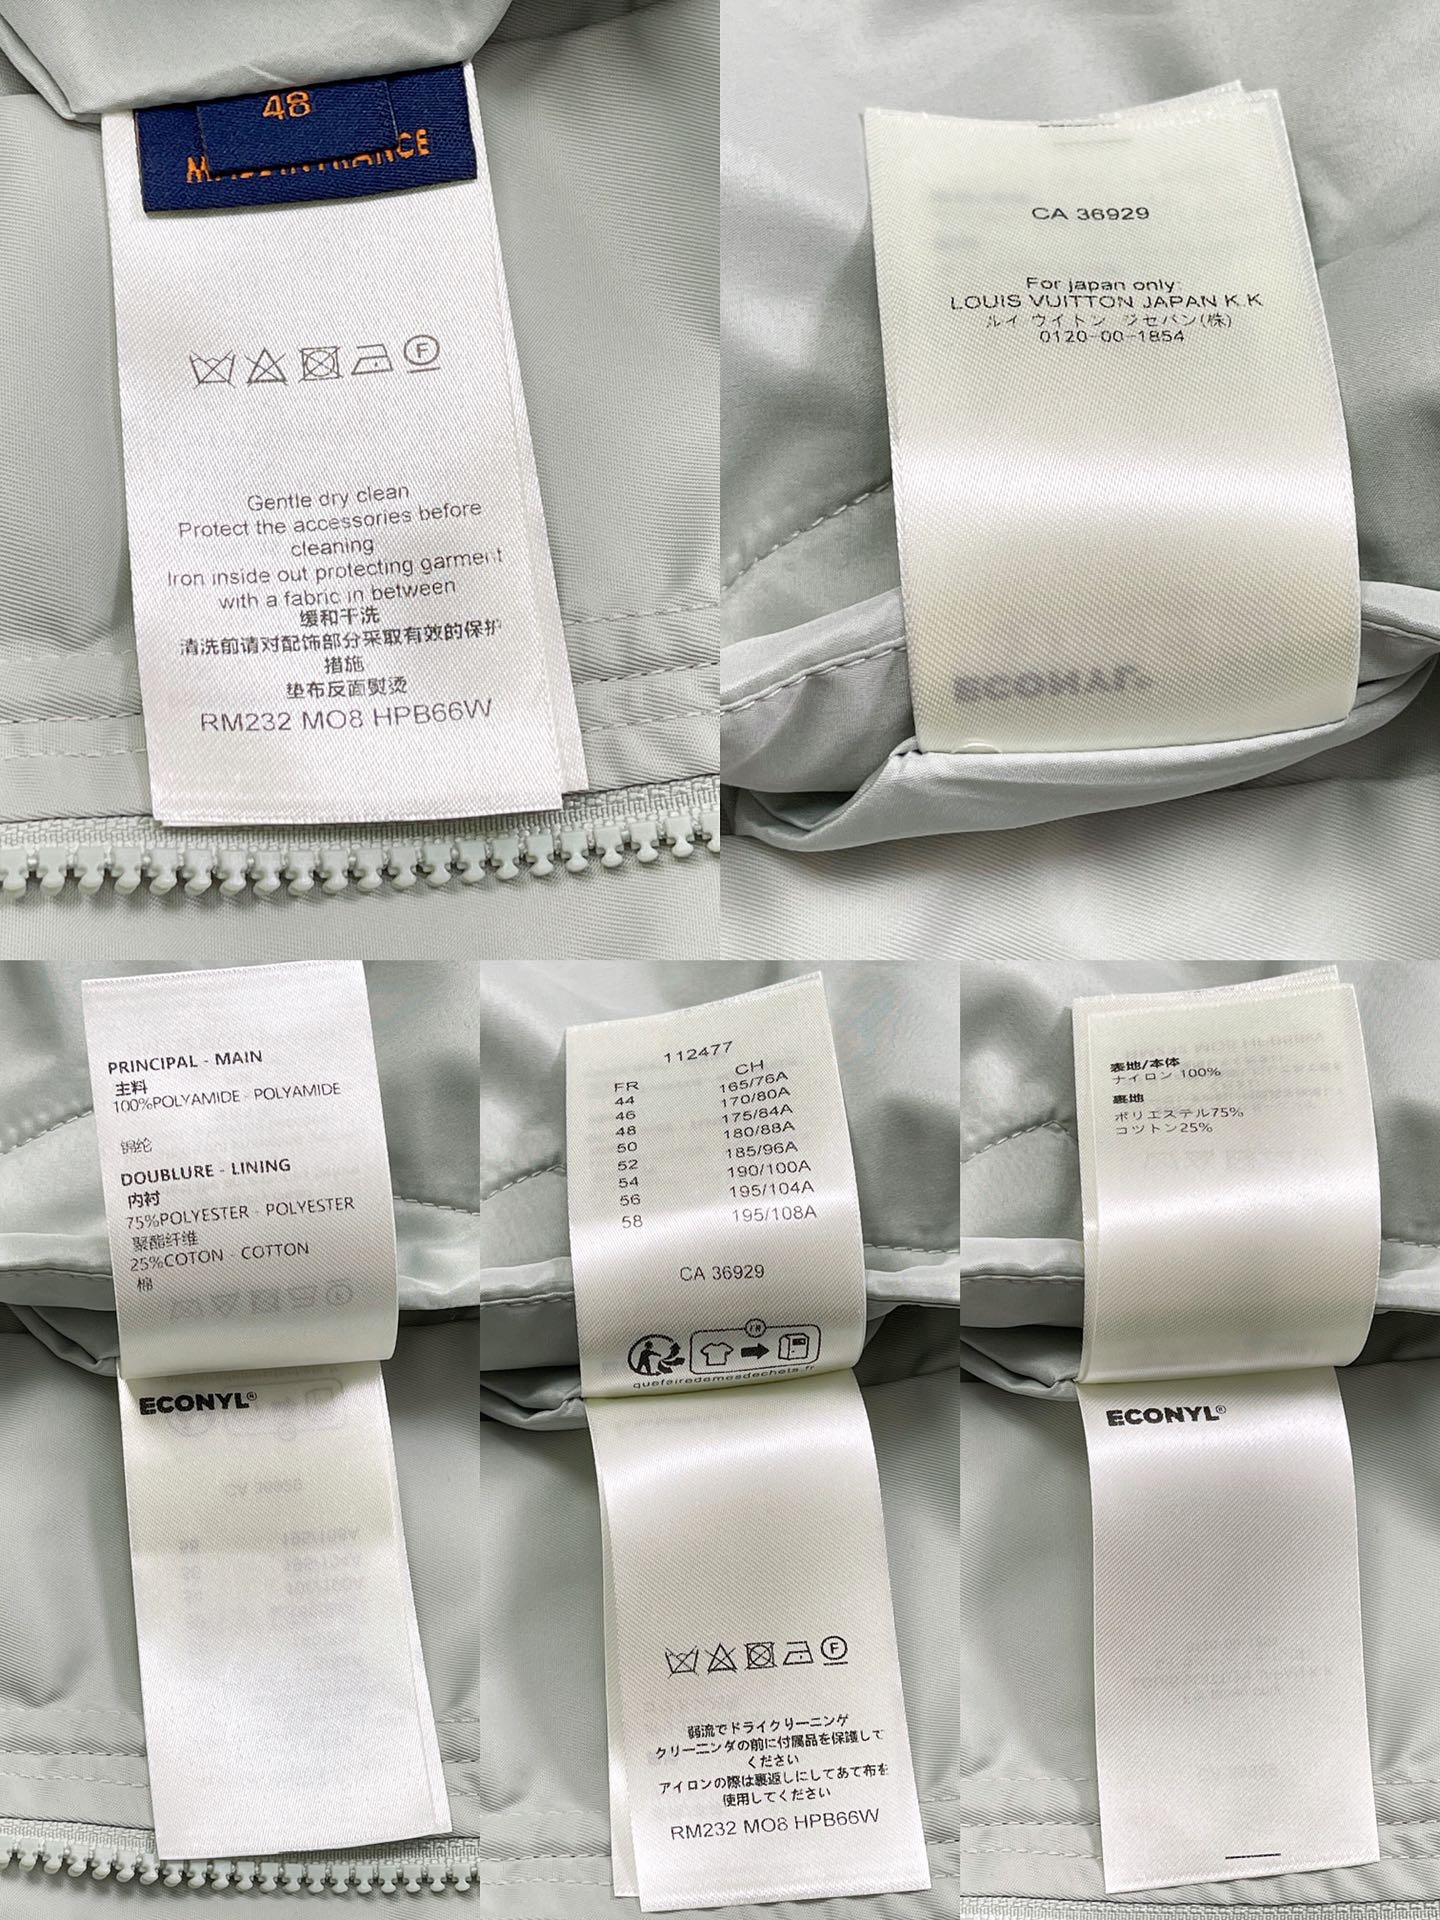 48
Gentle dry clean
Protect the accessories before
cleaning
Iron inside out protecting garment
with a fabric in between
缓和干洗
清洗前请对配饰部分采取有效的保护
措施
垫布反面熨烫
RM232 MO8 HPB66W
CA 36929
For japan only:
LOUIS VUITTON JAPAN K.K
ルイ ウイトン ジセパン(株)
0120-00-1854
PRINCIPAL - MAIN
主料
100%POLYAMIDE - POLYAMIDE
锦纶
DOUBLURE - LINING
内衬
75%POLYESTER - POLYESTER
聚酯纤维
25%COTON - COTTON
棉
ECONYL®
112477
FR CH
44 165/76A
46 170/80A
48 175/84A
50 180/88A
52 185/96A
54 190/100A
56 195/104A
58 195/108A
CA 36929
FR
quefairedemesdechets.fr
F
弱流でドライクりーニング
クリーニンダの前に付属品を保護して
ください
アイロンの際は裏返しにしてあて布を
使用してください
RM232 MO8 HPB66W
表地/本体
ナイロン 100%
裏地
ポリエステル75%
コツトン25%
ECONYL®